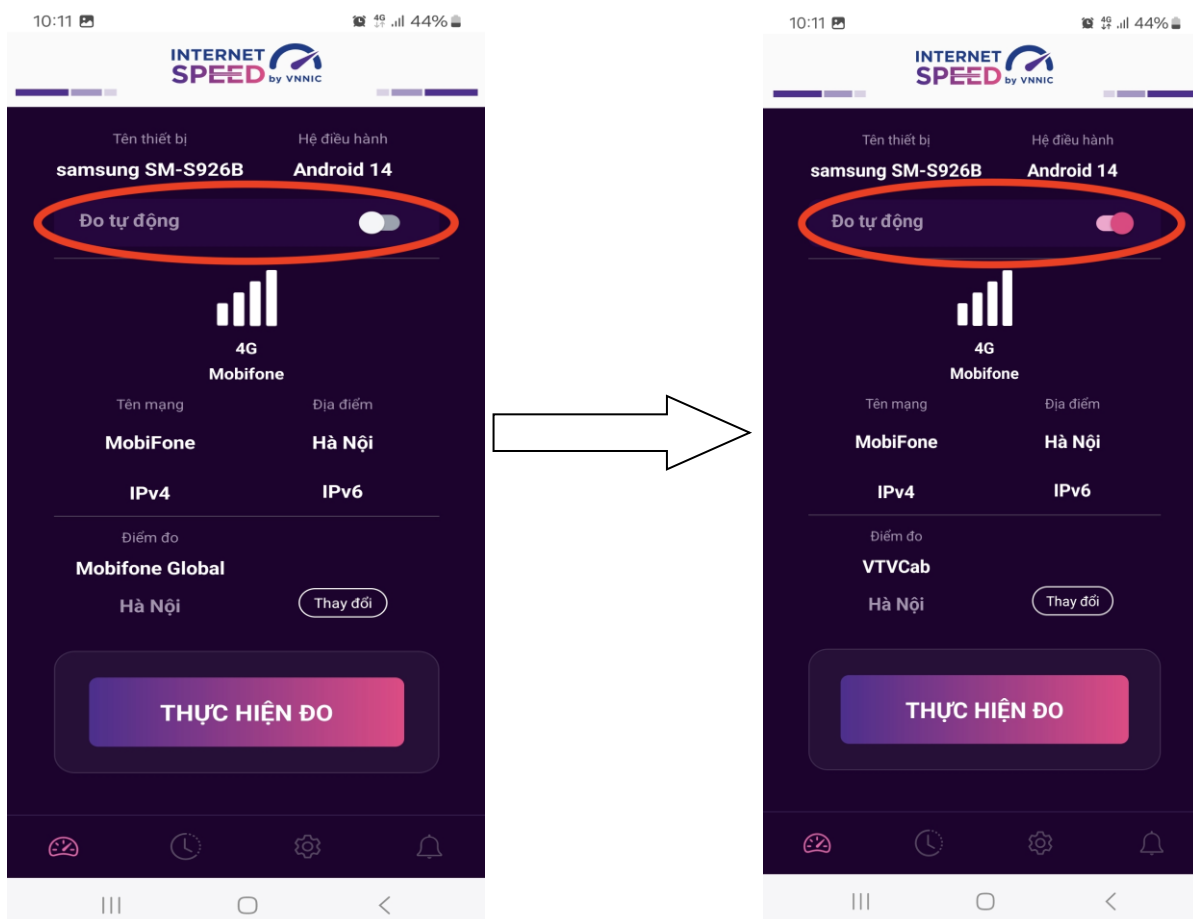 10:11 4G 44%
INTERNET
SPEED by VNNIC
Tên thiết bị Hệ điều hành
samsung SM-S926B Android 14
Đo tự động
4G
Mobifone
Tên mạng Địa điểm
MobiFone Hà Nội
IPv4 IPv6
Điểm đo
Mobifone Global
Hà Nội Thay đổi
THỰC HIỆN ĐO
10:11 4G 44%
INTERNET
SPEED by VNNIC
Tên thiết bị Hệ điều hành
samsung SM-S926B Android 14
Đo tự động
4G
Mobifone
Tên mạng Địa điểm
MobiFone Hà Nội
IPv4 IPv6
Điểm đo
VTVCab
Hà Nội Thay đổi
THỰC HIỆN ĐO